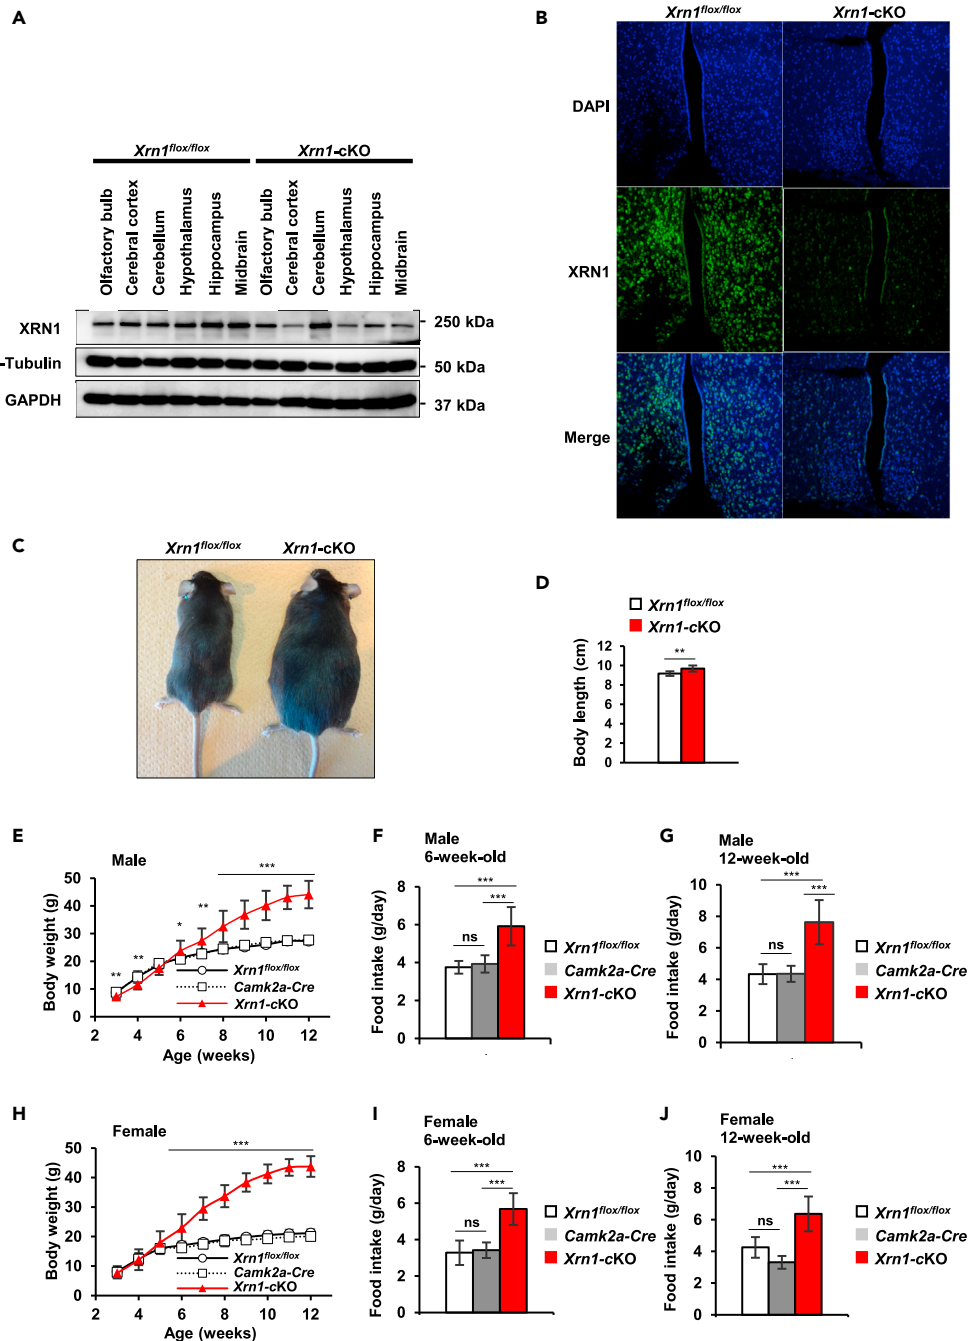 A
Xrn1flox/flox Xrn1-cKO
Olfactory bulb
Cerebral cortex
Cerebellum
Hypothalamus
Hippocampus
Midbrain
Olfactory bulb
Cerebral cortex
Cerebellum
Hypothalamus
Hippocampus
Midbrain
XRN1 250 kDa
-Tubulin 50 kDa
GAPDH 37 kDa
B
Xrn1flox/flox Xrn1-cKO
DAPI
XRN1
Merge
C
Xrn1flox/flox Xrn1-cKO
D
Xrn1flox/flox
Xrn1-cKO
**
Body length (cm)
12
10
8
6
4
2
0
E
Male
***
**
*
**
**
Body weight (g)
50
40
30
20
10
0
Xrn1flox/flox
Camk2a-Cre
Xrn1-cKO
2 4 6 8 10 12
Age (weeks)
F
Male
6-week-old
***
***
ns
Food intake (g/day)
8
6
4
2
0
Xrn1flox/flox
Camk2a-Cre
Xrn1-cKO
G
Male
12-week-old
***
***
ns
Food intake (g/day)
10
8
6
4
2
0
Xrn1flox/flox
Camk2a-Cre
Xrn1-cKO
H
Female
***
Body weight (g)
50
40
30
20
10
0
Xrn1flox/flox
Camk2a-Cre
Xrn1-cKO
2 4 6 8 10 12
Age (weeks)
I
Female
6-week-old
***
***
ns
Food intake (g/day)
8
6
4
2
0
Xrn1flox/flox
Camk2a-Cre
Xrn1-cKO
J
Female
12-week-old
***
***
ns
Food intake (g/day)
10
8
6
4
2
0
Xrn1flox/flox
Camk2a-Cre
Xrn1-cKO